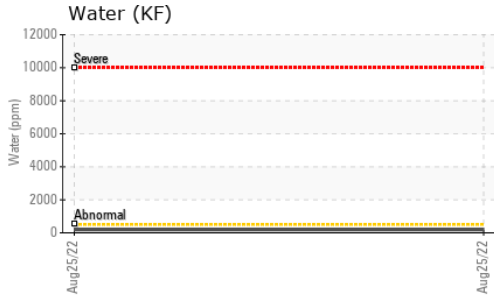 Water (KF)
12000
10000
8000
6000
4000
2000
0
Water (ppm)
Severe
Abnormal
Aug25/22
Aug25/22